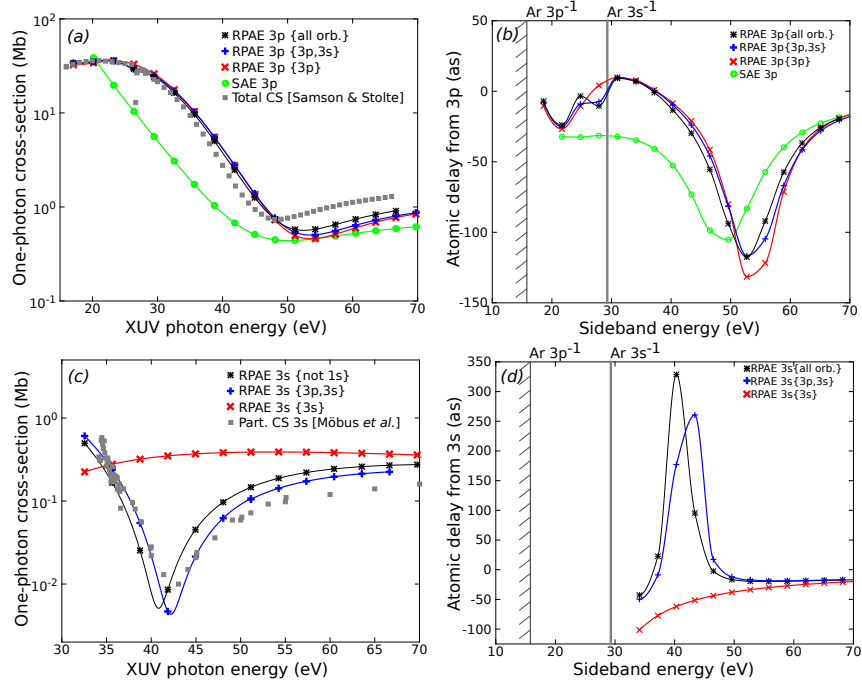 (a)
RPAE 3p {all orb.}
RPAE 3p {3p,3s}
RPAE 3p {3p}
SAE 3p
Total CS [Samson & Stolte]
One-photon cross-section (Mb)
10²
10¹
10⁰
10⁻¹
20 30 40 50 60 70
XUV photon energy (eV)
Ar 3p⁻¹ Ar 3s⁻¹
(b)
RPAE 3p{all orb.}
RPAE 3p{3p,3s}
RPAE 3p{3p}
SAE 3p
Atomic delay from 3p (as)
50
0
-50
-100
-150
10 20 30 40 50 60 70
Sideband energy (eV)
(c)
RPAE 3s {not 1s}
RPAE 3s {3p,3s}
RPAE 3s {3s}
Part. CS 3s [Möbus et al.]
One-photon cross-section (Mb)
10⁰
10⁻¹
10⁻²
30 35 40 45 50 55 60 65 70
XUV photon energy (eV)
Ar 3p⁻¹ Ar 3s⁻¹
(d)
RPAE 3s{all orb.}
RPAE 3s{3p,3s}
RPAE 3s{3s}
Atomic delay from 3s (as)
350
300
250
200
150
100
50
0
-50
-100
10 20 30 40 50 60 70
Sideband energy (eV)